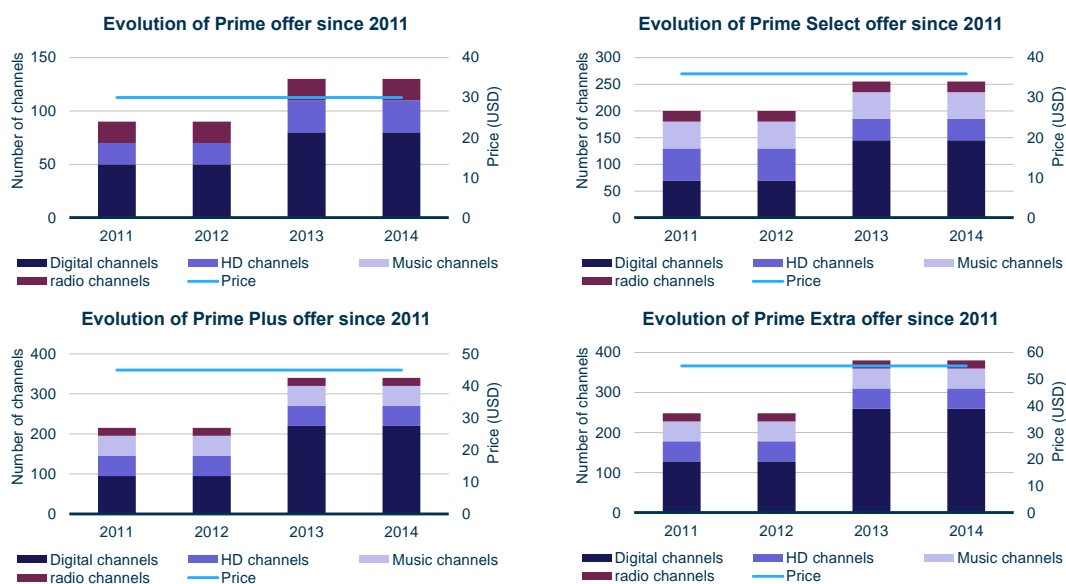 Evolution of Prime offer since 2011
Number of channels
150
100
50
0
40
30
20
10
0
Price (USD)
2011 2012 2013 2014
Digital channels HD channels Music channels
radio channels Price
Evolution of Prime Select offer since 2011
Number of channels
300
250
200
150
100
50
0
40
30
20
10
0
Price (USD)
2011 2012 2013 2014
Digital channels HD channels Music channels
radio channels Price
Evolution of Prime Plus offer since 2011
Number of channels
400
300
200
100
0
50
40
30
20
10
0
Price (USD)
2011 2012 2013 2014
Digital channels HD channels Music channels
radio channels Price
Evolution of Prime Extra offer since 2011
Number of channels
400
300
200
100
0
60
50
40
30
20
10
0
Price (USD)
2011 2012 2013 2014
Digital channels HD channels Music channels
radio channels Price